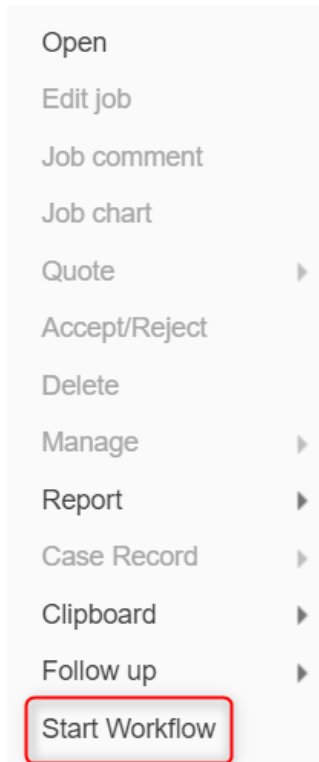 Open
Edit job
Job comment
Job chart
Quote
Accept/Reject
Delete
Manage
Report
Case Record
Clipboard
Follow up
Start Workflow